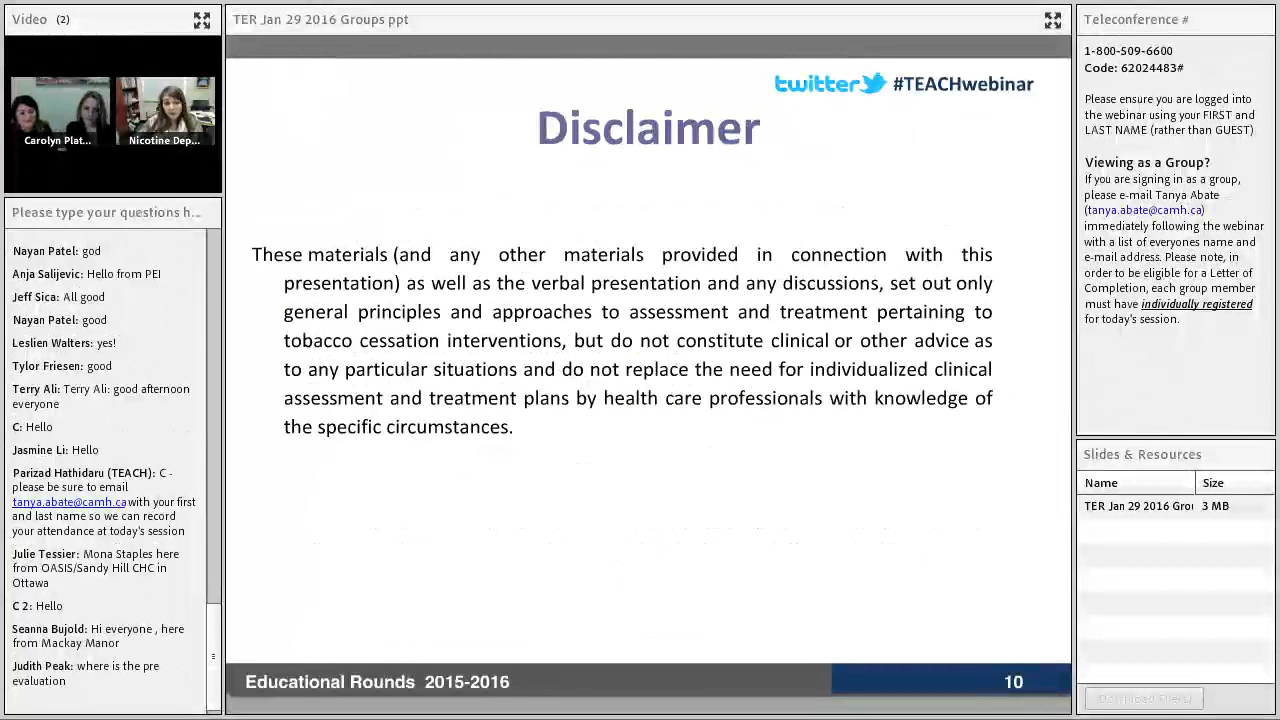 Video (2)
Carolyn Plat...
Nicotine Dep...
Please type your questions h...
Nayan Patel: god
Anja Salijevic: Hello from PEI
Jeff Sica: All good
Nayan Patel: good
Leslien Walters: yes!
Tylor Friesen: good
Terry Ali: Terry Ali: good afternoon
everyone
C: Hello
Jasmine Li: Hello
Parizad Hathidaru (TEACH): C -
please be sure to email
tanya.abate@camh.ca with your first
and last name so we can record
your attendance at today's session
Julie Tessier: Mona Staples here
from OASIS/Sandy Hill CHC in
Ottawa
C 2: Hello
Seanna Bujold: Hi everyone , here
from Mackay Manor
Judith Peak: where is the pre
evaluation
TER Jan 29 2016 Groups ppt
twitter #TEACHwebinar
Disclaimer
These materials (and any other materials provided in connection with this
presentation) as well as the verbal presentation and any discussions, set out only
general principles and approaches to assessment and treatment pertaining to
tobacco cessation interventions, but do not constitute clinical or other advice as
to any particular situations and do not replace the need for individualized clinical
assessment and treatment plans by health care professionals with knowledge of
the specific circumstances.
Educational Rounds 2015-2016
10
Teleconference #
1-800-509-6600
Code: 62024483#
Please ensure you are logged into
the webinar using your FIRST and
LAST NAME (rather than GUEST)
Viewing as a Group?
If you are signing in as a group,
please e-mail Tanya Abate
(tanya.abate@camh.ca)
immediately following the webinar
with a list of everyones name and
e-mail address. Please note, in
order to be eligible for a Letter of
Completion, each group member
must have individually registered
for today's session.
Slides & Resources
Name Size
TER Jan 29 2016 Grou 3 MB
Download File(s)